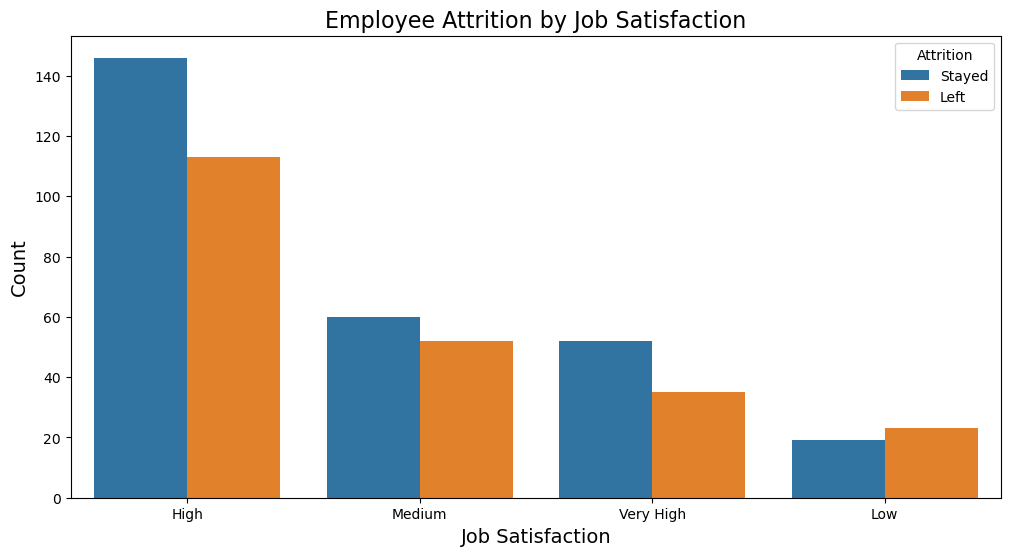 Employee Attrition by Job Satisfaction
Attrition
Stayed
Left
140
120
100
80
60
40
20
0
Count
High Medium Very High Low
Job Satisfaction